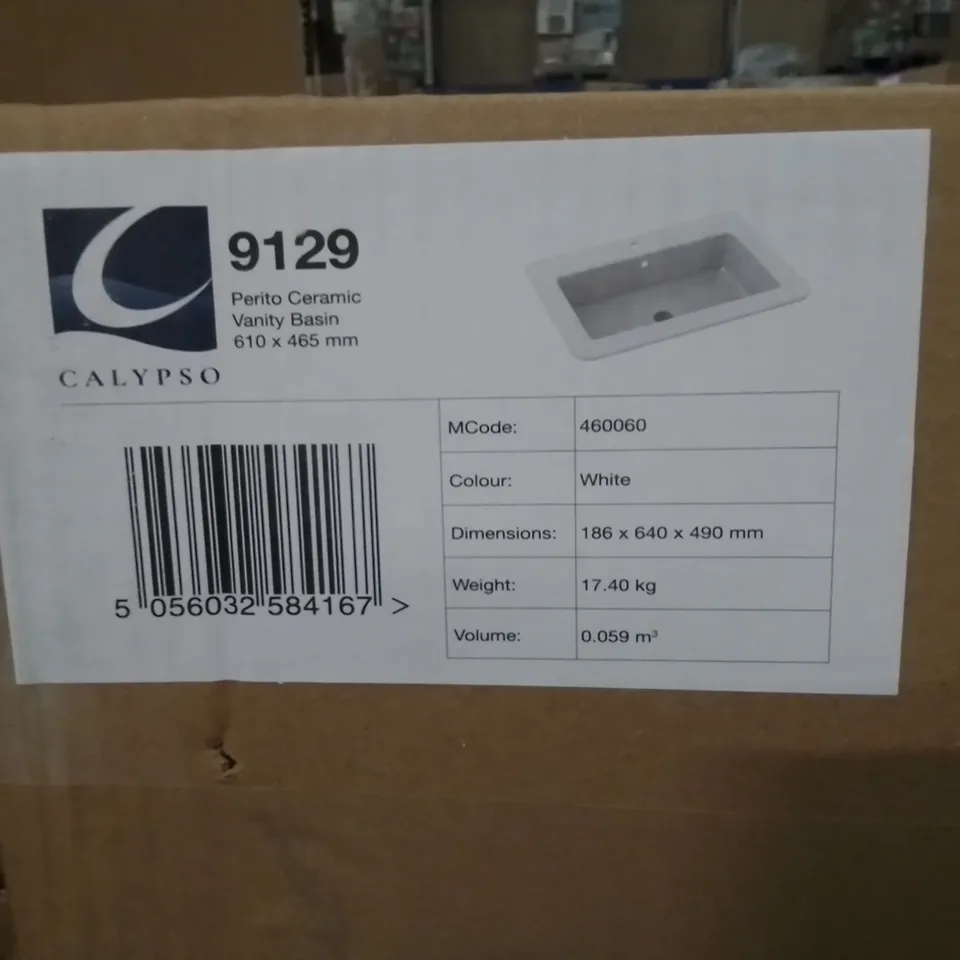 9129
Perito Ceramic
Vanity Basin
610 x 465 mm
CALYPSO
MCode: 460060
Colour: White
Dimensions: 186 x 640 x 490 mm
Weight: 17.40 kg
Volume: 0.059 m³
5 056032 584167 >